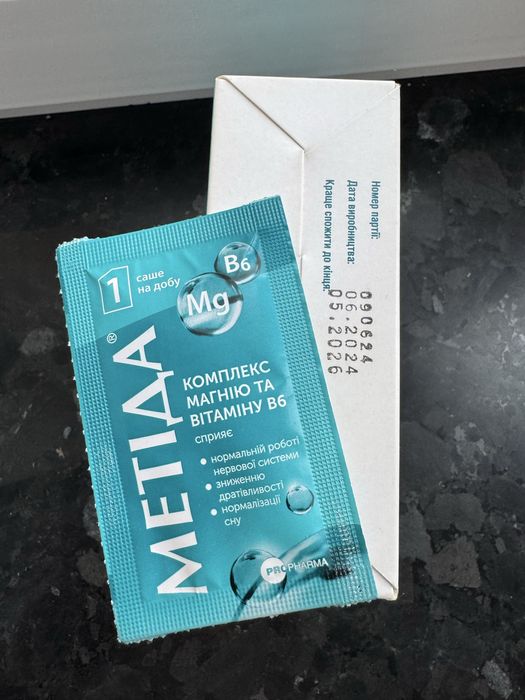 1 саше
на добу
B6
Mg
МЕТІДА®
КОМПЛЕКС
МАГНІЮ ТА
ВІТАМІНУ В6
сприяє
• нормальній роботі
нервової системи
• зниженню
дратівливості
• нормалізації
сну
PROPHARMA
Номер партії: 090624
Дата виробництва: 06.2024
Краще спожити до кінця: 05.2026